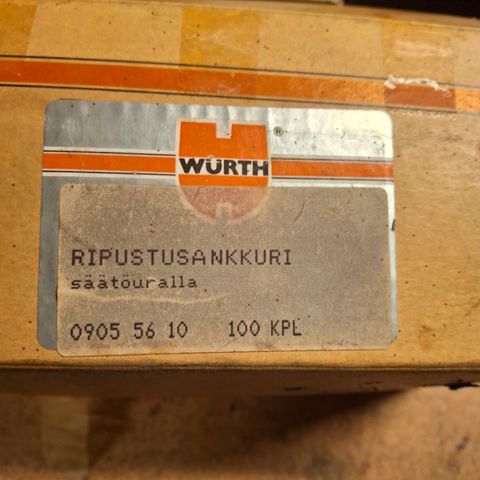 WÜRTH
®
RIPUSTUSANKKURI
säätöuralla
0905 56 10 100 KPL